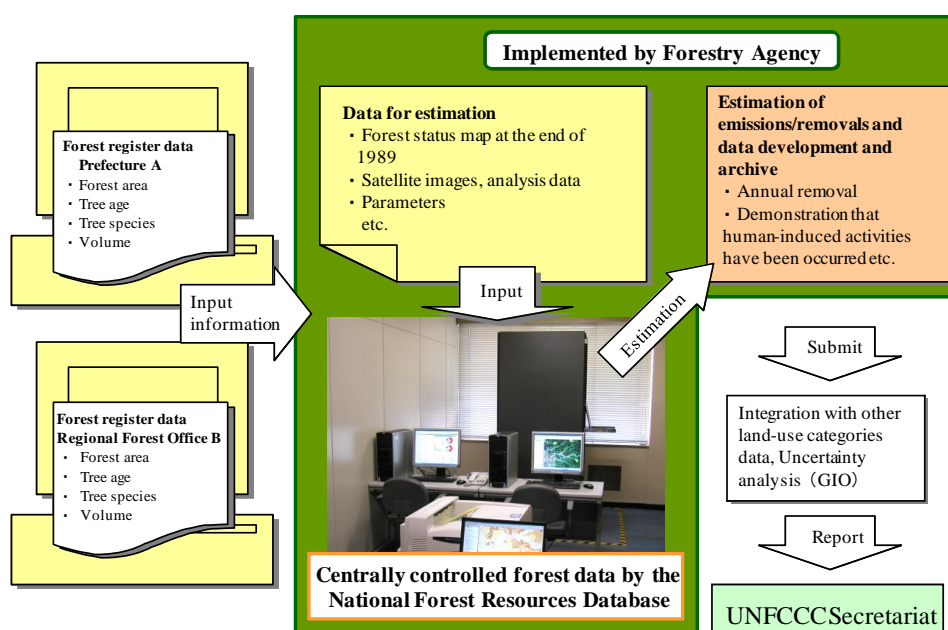 Implemented by Forestry Agency
Forest register data
Prefecture A
・ Forest area
・ Tree age
・ Tree species
・ Volume
Input
information
Forest register data
Regional Forest Office B
・ Forest area
・ Tree age
・ Tree species
・ Volume
Data for estimation
・ Forest status map at the end of
1989
・ Satellite images, analysis data
・ Parameters
etc.
Input
Estimation
Centrally controlled forest data by the
National Forest Resources Database
Estimation of
emissions/removals and
data development and
archive
・ Annual removal
・ Demonstration that
human-induced activities
have been occurred etc.
Submit
Integration with other
land-use categories
data, Uncertainty
analysis（GIO）
Report
UNFCCC Secretariat